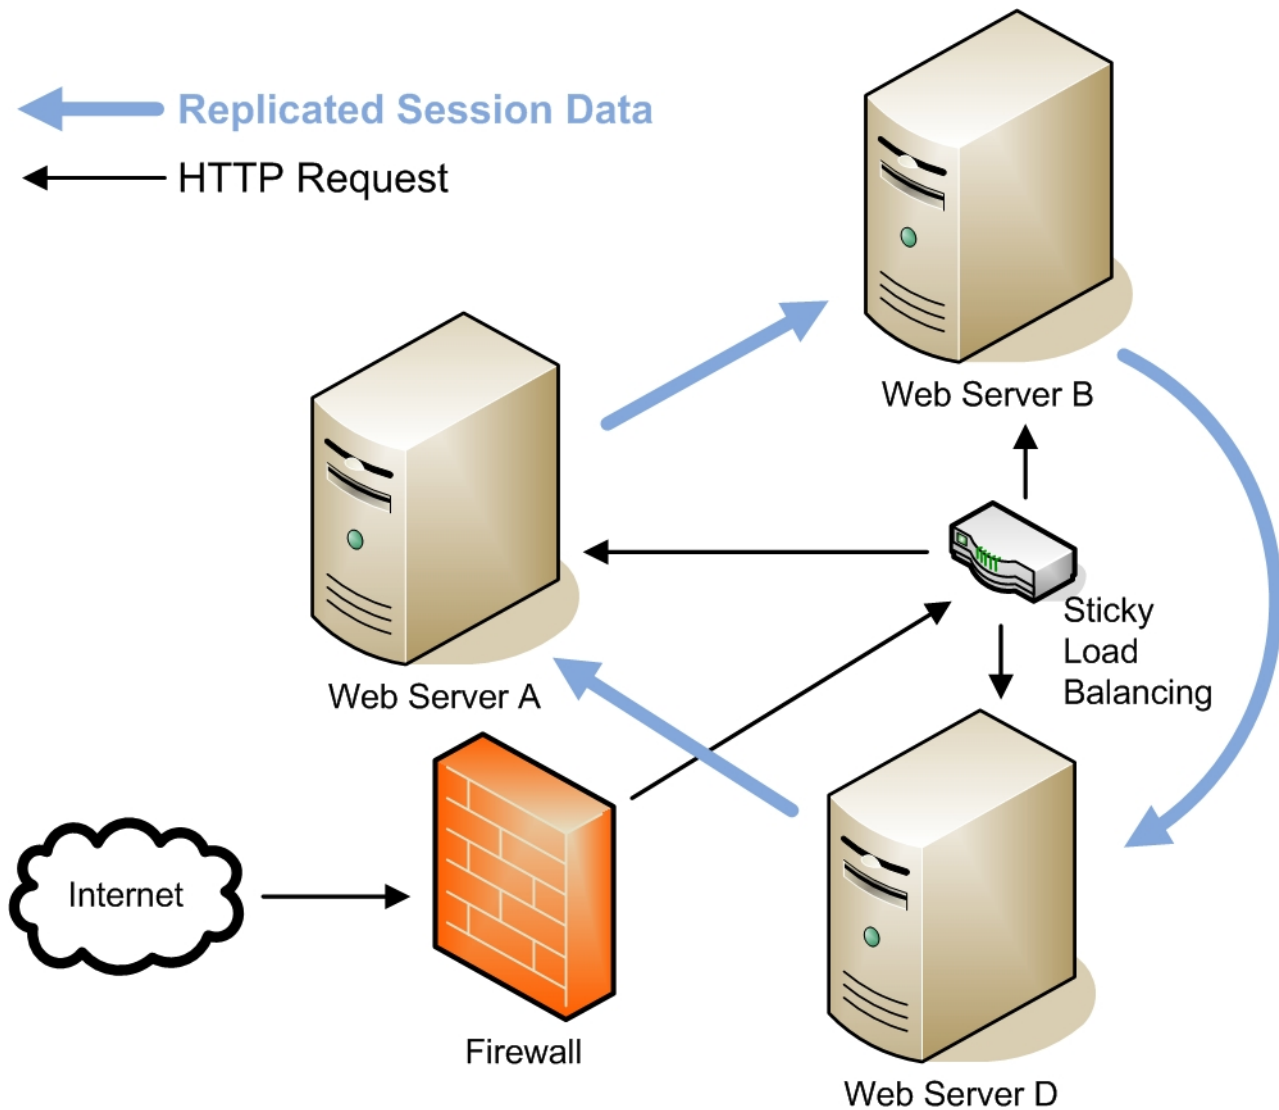 Replicated Session Data
HTTP Request
Web Server B
Sticky
Load
Balancing
Web Server A
Internet
Firewall
Web Server D